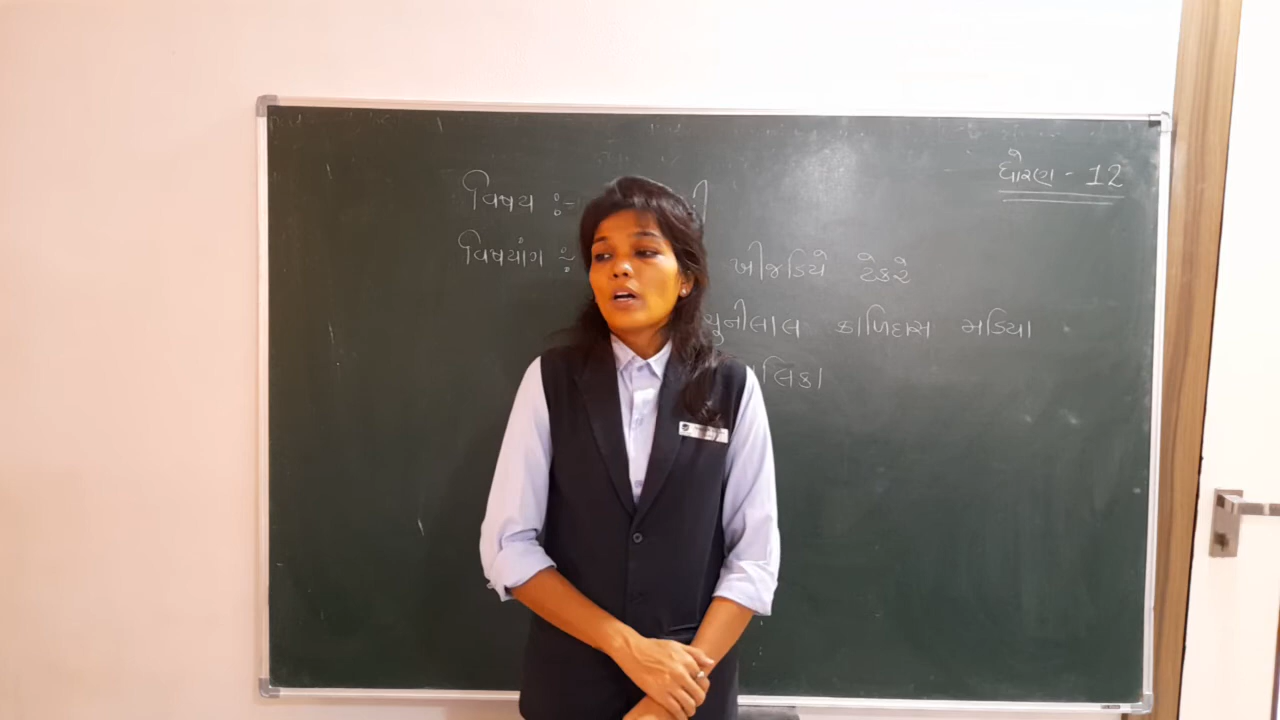 ધોરણ - 12
વિષય :-
વિષયાંગ :
ખીજડિયે ટેકરે
ચુનીલાલ કાળિદાસ મડિયા
લિકા